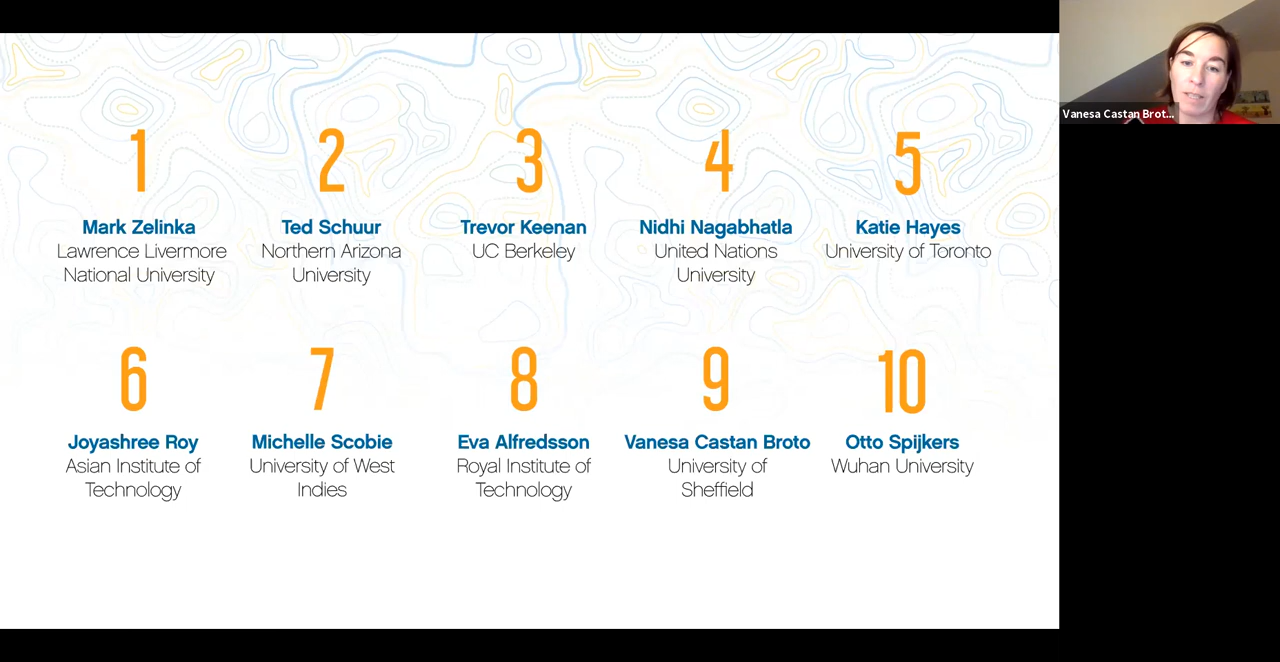 Vanesa Castan Brot...
1
2
3
4
5
Mark Zelinka
Lawrence Livermore
National University
Ted Schuur
Northern Arizona
University
Trevor Keenan
UC Berkeley
Nidhi Nagabhatla
United Nations
University
Katie Hayes
University of Toronto
6
7
8
9
10
Joyashree Roy
Asian Institute of
Technology
Michelle Scobie
University of West
Indies
Eva Alfredsson
Royal Institute of
Technology
Vanesa Castan Broto
University of
Sheffield
Otto Spijkers
Wuhan University